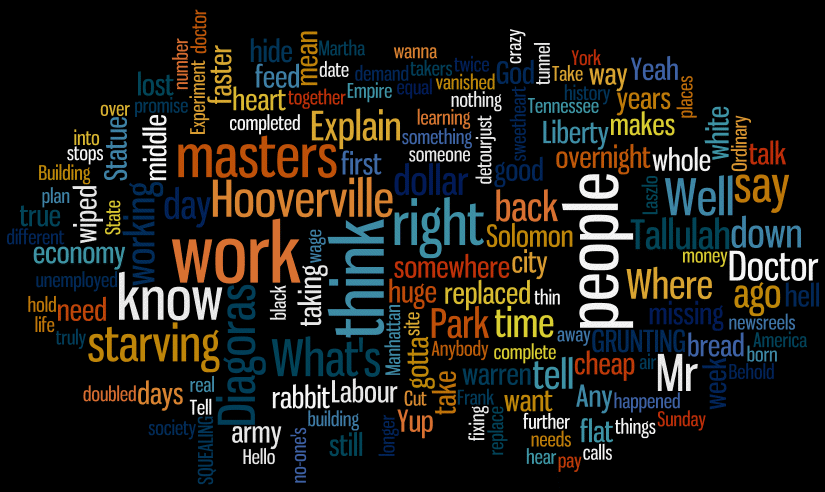 crazy
tunnel
doctor
number
Experiment
faster
hide
mean
Martha
wanna
date
demand
takers
twice
God
York
Take
way
Yeah
lost
feed
Empire
equal
vanished
nothing
history
places
promise
heart
together
learning
Tennessee
years
over
completed
Explain
something
detourjust
sweetheart
Liberty
makes
white
Ordinary
into
Statue
middle
masters
first
someone
good
overnight
whole
talk
stops
Building
dollar
Laszlo
Well
say
plan
wiped
State
working
day
Hooverville
right
back
people
true
different
Solomon
Tallulah
down
economy
work
think
wage
somewhere
city
money
Doctor
unemployed
black
taking
huge
replaced
thin
Where
ago
hell
hold
need
know
Diagoras
Manhattan
site
Park
time
missing
newsreels
life
truly
starving
What's
gotta
Anybody
complete
away
GRUNTING
bread
born
America
doubled
days
real
rabbit
Labour
take
warren
tell
cheap
air
Mr
week
Behold
Tell
Cut
Frank
want
Any
happened
society
SQUEALING
army
building
longer
Yup
fixing
replace
further
flat
things
Sunday
Hello
no-one's
still
needs
hear
pay
calls